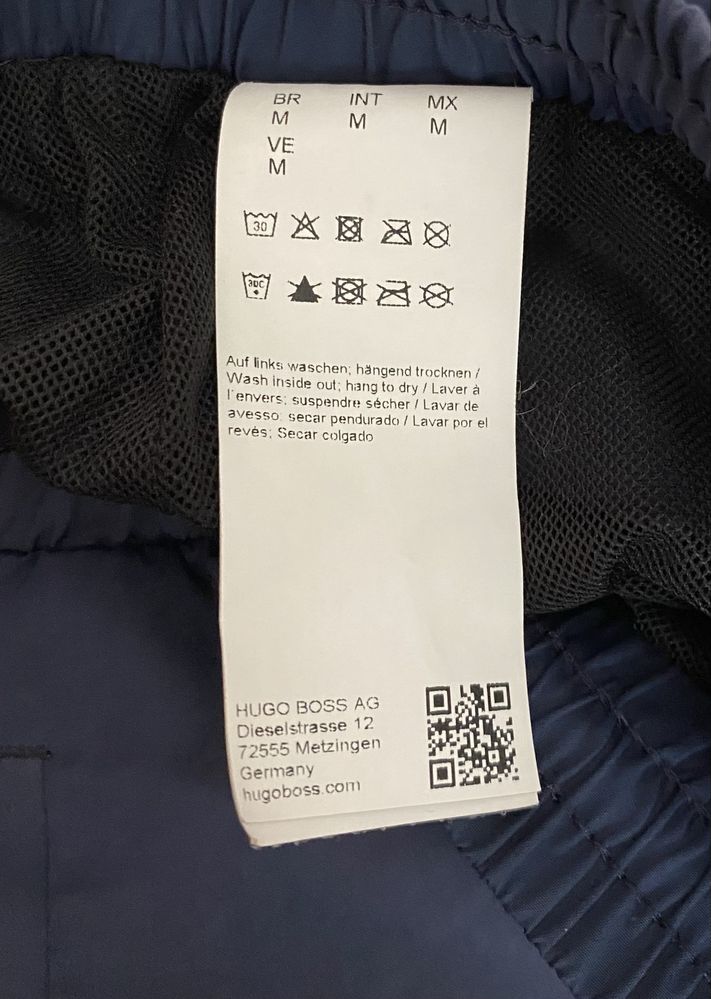 BR INT MX
M M M
VE
M
30
30C
Auf links waschen; hängend trocknen /
Wash inside out; hang to dry / Laver à
l'envers; suspendre sécher / Lavar de
avesso; secar pendurado / Lavar por el
revés; Secar colgado
HUGO BOSS AG
Dieselstrasse 12
72555 Metzingen
Germany
hugoboss.com